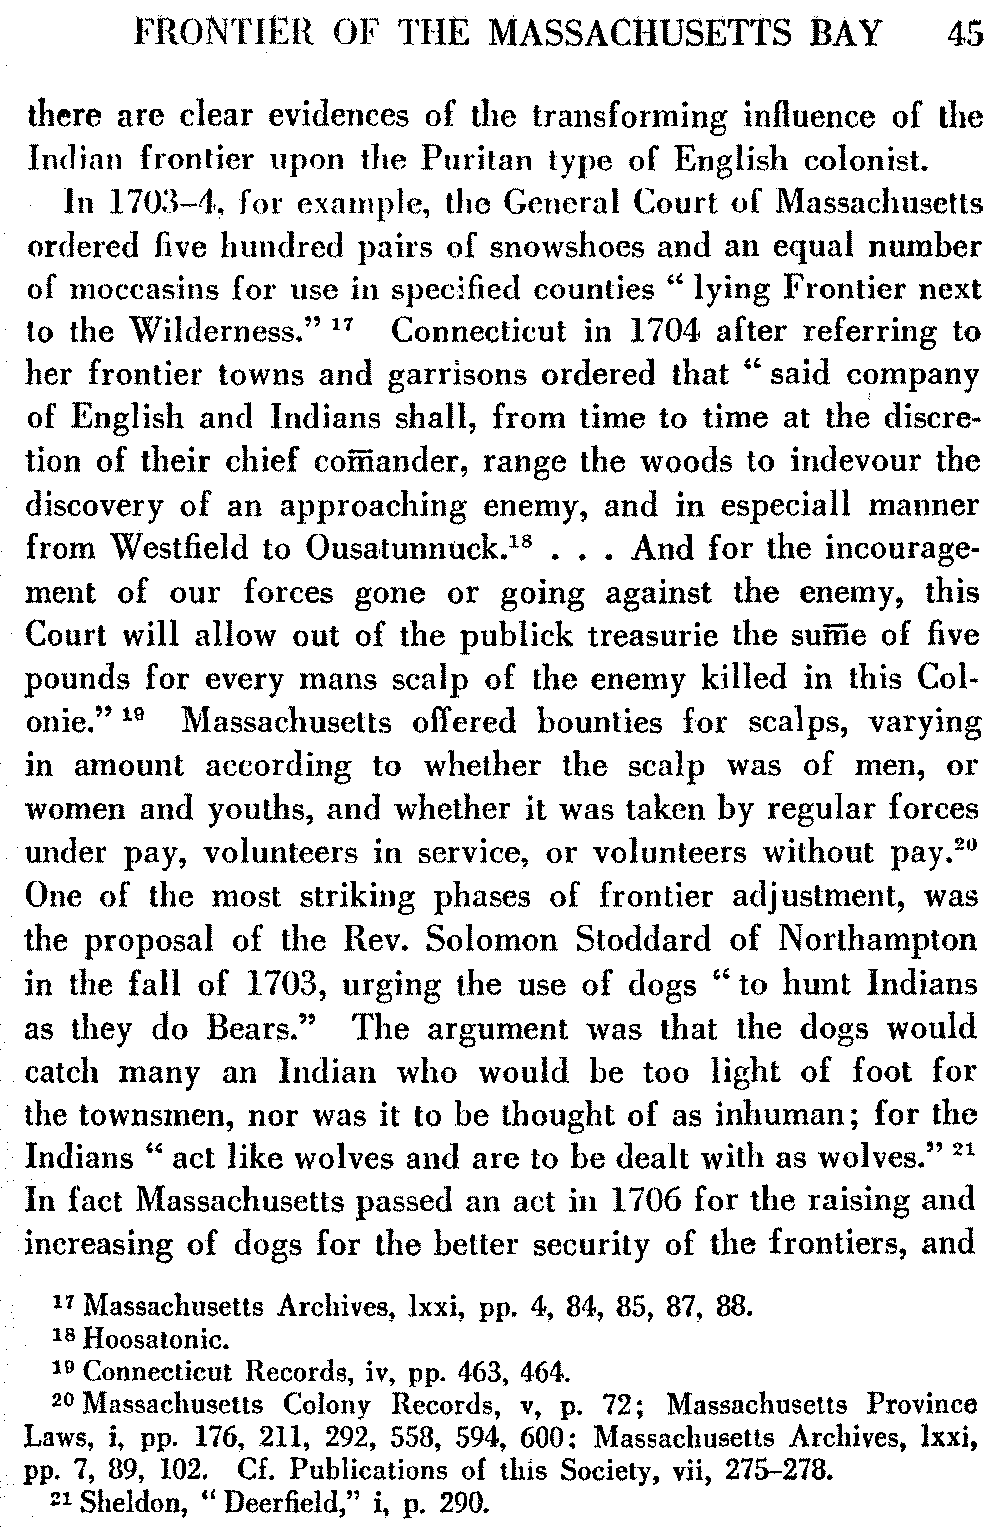 FRONTIER OF THE MASSACHUSETTS BAY 45
there are clear evidences of the transforming influence of the
Indian frontier upon the Puritan type of English colonist.
In 1703–4, for example, the General Court of Massachusetts
ordered five hundred pairs of snowshoes and an equal number
of moccasins for use in specified counties “ lying Frontier next
to the Wilderness.” ¹⁷ Connecticut in 1704 after referring to
her frontier towns and garrisons ordered that “ said company
of English and Indians shall, from time to time at the discre-
tion of their chief com̅ander, range the woods to indevour the
discovery of an approaching enemy, and in especiall manner
from Westfield to Ousatunnuck.¹⁸ . . . And for the incourage-
ment of our forces gone or going against the enemy, this
Court will allow out of the publick treasurie the sum̅e of five
pounds for every mans scalp of the enemy killed in this Col-
onie.” ¹⁹ Massachusetts offered bounties for scalps, varying
in amount according to whether the scalp was of men, or
women and youths, and whether it was taken by regular forces
under pay, volunteers in service, or volunteers without pay.²⁰
One of the most striking phases of frontier adjustment, was
the proposal of the Rev. Solomon Stoddard of Northampton
in the fall of 1703, urging the use of dogs “ to hunt Indians
as they do Bears.” The argument was that the dogs would
catch many an Indian who would be too light of foot for
the townsmen, nor was it to be thought of as inhuman; for the
Indians “ act like wolves and are to be dealt with as wolves.” ²¹
In fact Massachusetts passed an act in 1706 for the raising and
increasing of dogs for the better security of the frontiers, and
¹⁷ Massachusetts Archives, lxxi, pp. 4, 84, 85, 87, 88.
¹⁸ Hoosatonic.
¹⁹ Connecticut Records, iv, pp. 463, 464.
²⁰ Massachusetts Colony Records, v, p. 72; Massachusetts Province
Laws, i, pp. 176, 211, 292, 558, 594, 600; Massachusetts Archives, lxxi,
pp. 7, 89, 102. Cf. Publications of this Society, vii, 275–278.
²¹ Sheldon, “ Deerfield,” i, p. 290.